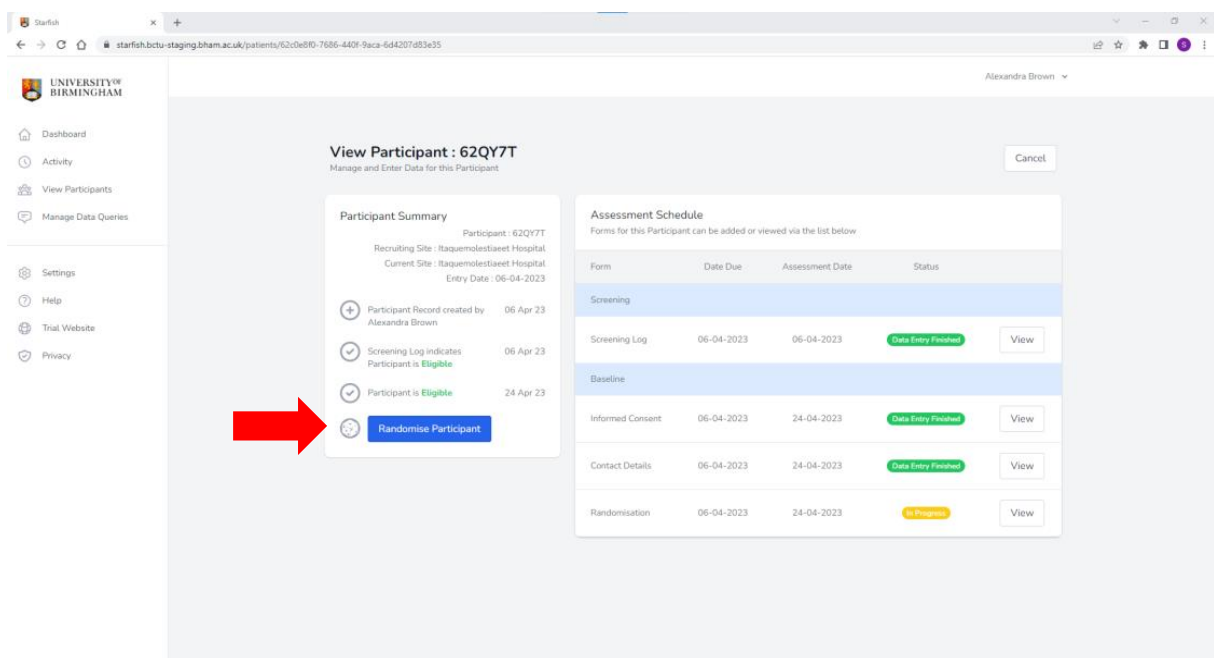 Starfish
starfish.bctu-staging.bham.ac.uk/patients/62c0e8f0-7686-440f-9aca-6d4207d83e35
S
UNIVERSITY OF
BIRMINGHAM
Alexandra Brown
Dashboard
Activity
View Participants
Manage Data Queries
Settings
Help
Trial Website
Privacy
View Participant : 62QY7T
Manage and Enter Data for this Participant
Cancel
Participant Summary
Participant : 62QY7T
Recruiting Site : Itaquemolestiaeet Hospital
Current Site : Itaquemolestiaeet Hospital
Entry Date : 06-04-2023
Participant Record created by 06 Apr 23
Alexandra Brown
Screening Log indicates 06 Apr 23
Participant is Eligible
Participant is Eligible 24 Apr 23
Randomise Participant
Assessment Schedule
Forms for this Participant can be added or viewed via the list below
Form Date Due Assessment Date Status
Screening
Screening Log 06-04-2023 06-04-2023 Data Entry Finished View
Baseline
Informed Consent 06-04-2023 24-04-2023 Data Entry Finished View
Contact Details 06-04-2023 24-04-2023 Data Entry Finished View
Randomisation 06-04-2023 24-04-2023 In Progress View